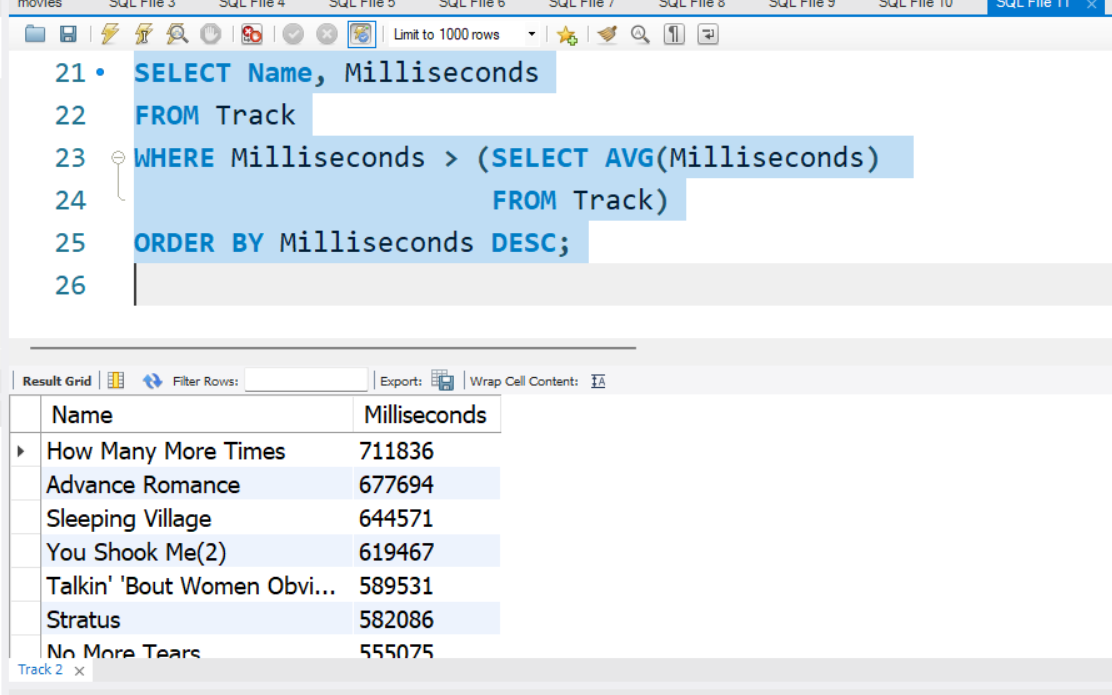 movies SQL File 3 SQL File 4 SQL File 5 SQL File 6 SQL File 7 SQL File 8 SQL File 9 SQL File 10 SQL File 11
Limit to 1000 rows
21 SELECT Name, Milliseconds
22 FROM Track
23 WHERE Milliseconds > (SELECT AVG(Milliseconds)
24 FROM Track)
25 ORDER BY Milliseconds DESC;
26
Result Grid Filter Rows: Export: Wrap Cell Content: IA
Name Milliseconds
How Many More Times 711836
Advance Romance 677694
Sleeping Village 644571
You Shook Me(2) 619467
Talkin' 'Bout Women Obvi... 589531
Stratus 582086
No More Tears 555075
Track 2